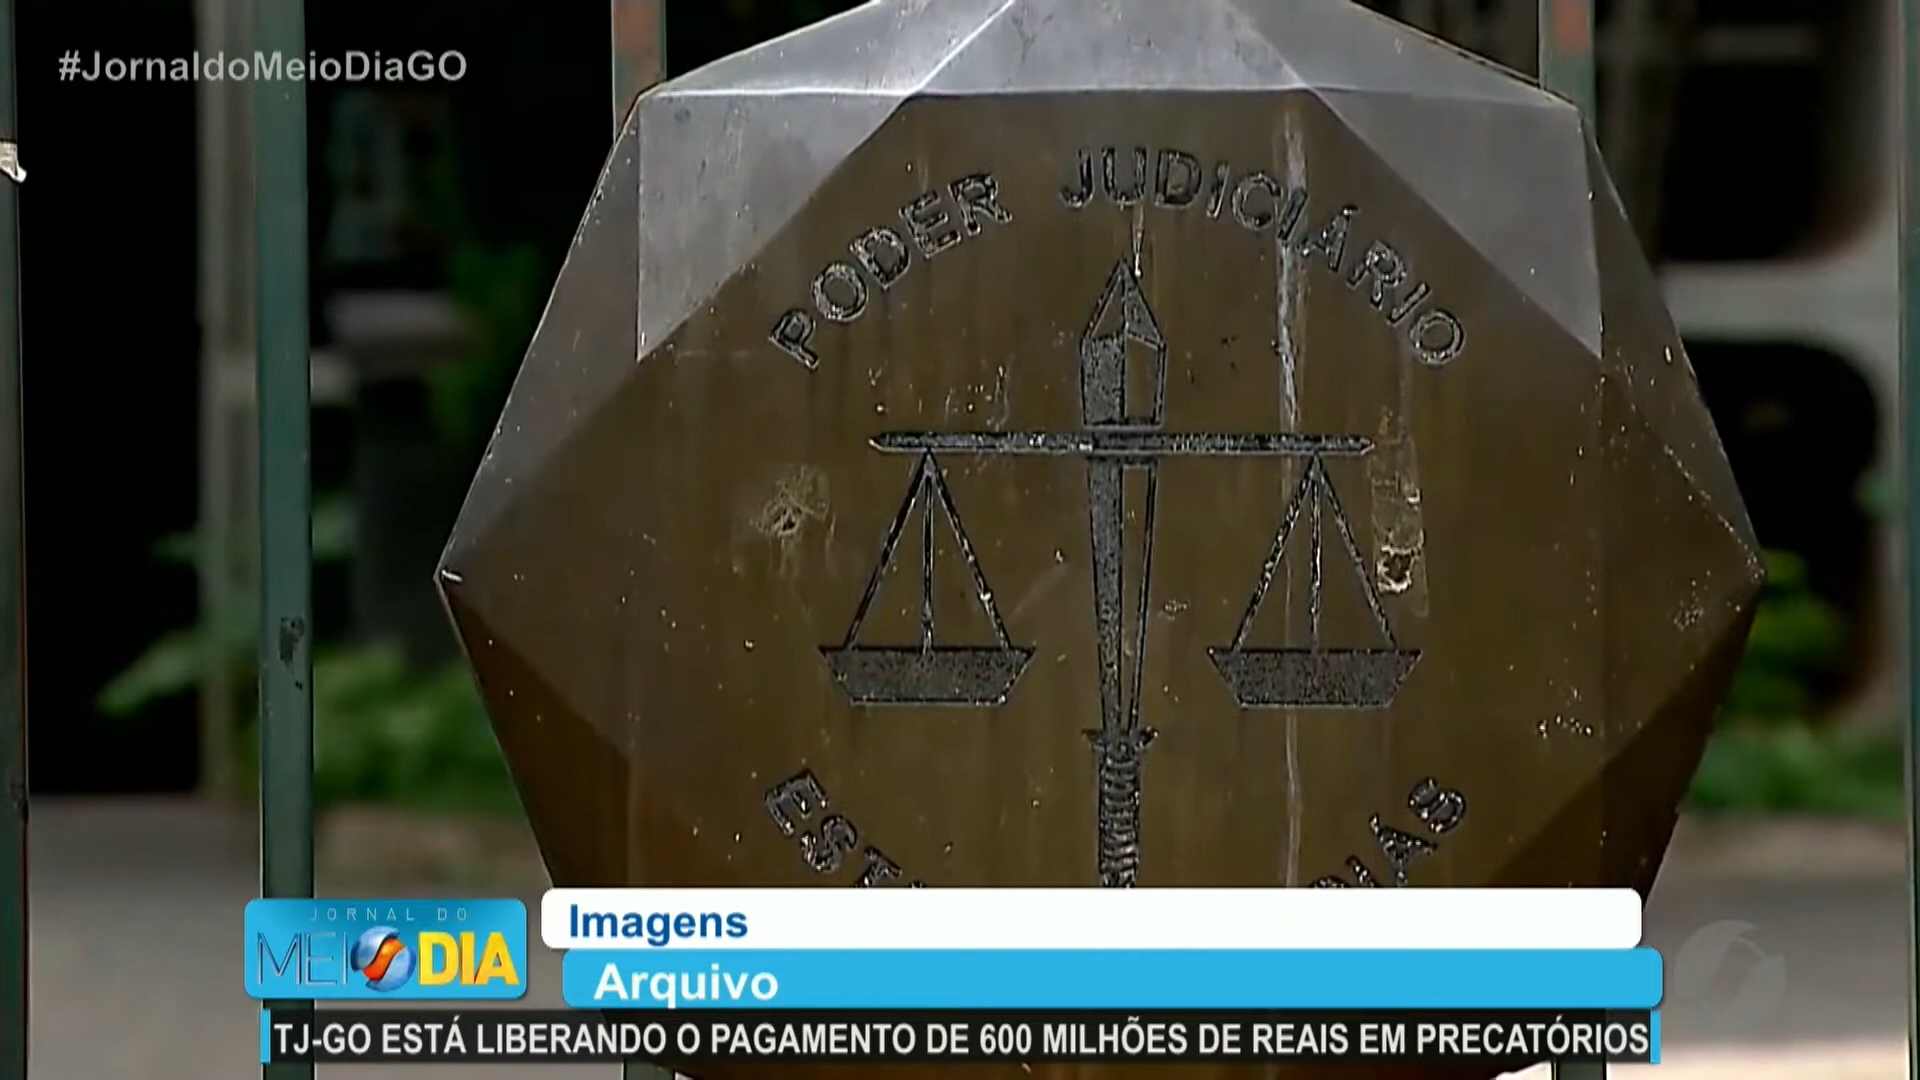 #JornaldoMeioDiaGO
PODER JUDICIÁRIO
JORNAL DO
MEIO DIA
Imagens
Arquivo
TJ-GO ESTÁ LIBERANDO O PAGAMENTO DE 600 MILHÕES DE REAIS EM PRECATÓRIOS